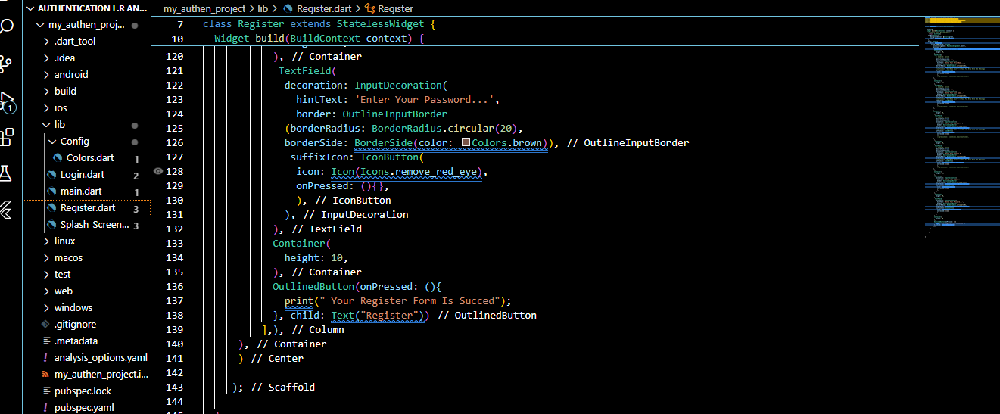 AUTHENTICATION L.R AN...
my_authen_proj...
.dart_tool
.idea
android
build
ios
lib
Config
Colors.dart 1
Login.dart 2
main.dart 1
Register.dart 3
Splash_Screen... 3
linux
macos
test
web
windows
.gitignore
.metadata
analysis_options.yaml
my_authen_project.i...
pubspec.lock
pubspec.yaml
1
my_authen_project > lib > Register.dart > Register
7 class Register extends StatelessWidget {
10 Widget build(BuildContext context) {
120 ), // Container
121 TextField(
122 decoration: InputDecoration(
123 hintText: 'Enter Your Password...',
124 border: OutlineInputBorder
125 (borderRadius: BorderRadius.circular(20),
126 borderSide: BorderSide(color: Colors.brown)), // OutlineInputBorder
127 suffixIcon: IconButton(
128 icon: Icon(Icons.remove_red_eye),
129 onPressed: (){},
130 ), // IconButton
131 ), // InputDecoration
132 ), // TextField
133 Container(
134 height: 10,
135 ), // Container
136 OutlinedButton(onPressed: (){
137 print(" Your Register Form Is Succed");
138 }, child: Text("Register")) // OutlinedButton
139 ],), // Column
140 ), // Container
141 ) // Center
142
143 ); // Scaffold
144